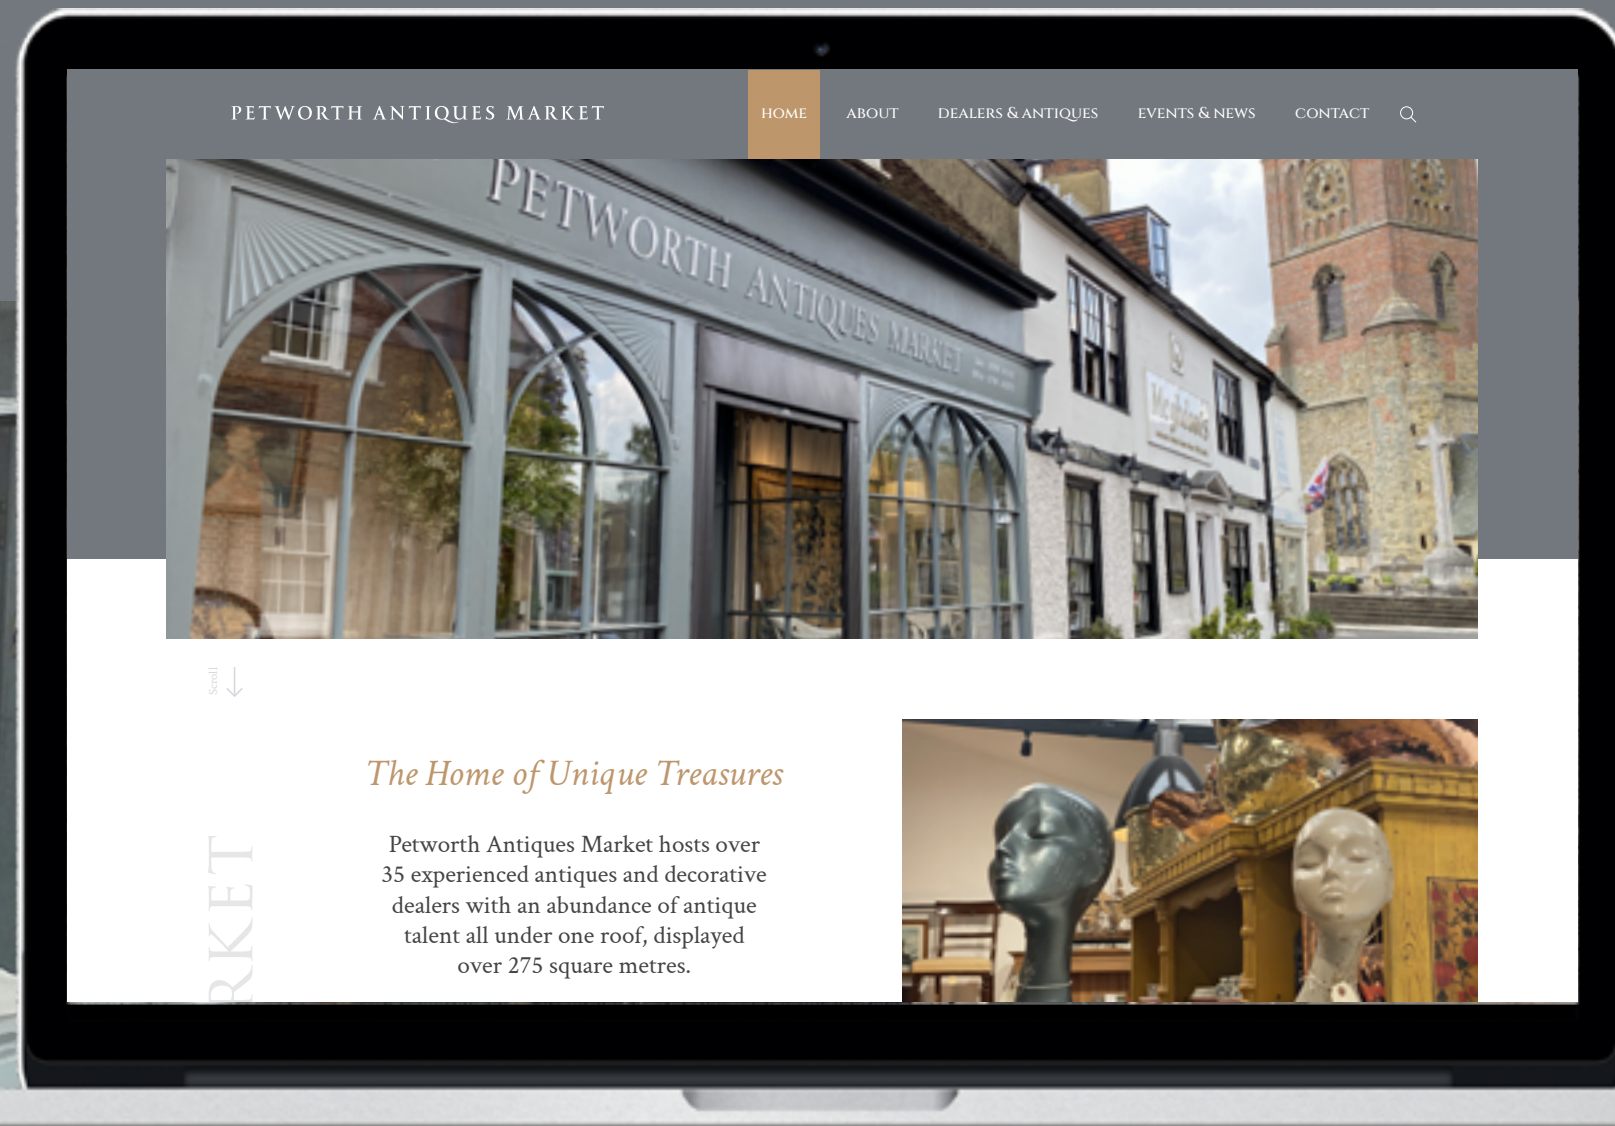 PETWORTH ANTIQUES MARKET
HOME
ABOUT
DEALERS & ANTIQUES
EVENTS & NEWS
CONTACT
PETWORTH ANTIQUES MARKET
Scroll
The Home of Unique Treasures
Petworth Antiques Market hosts over
35 experienced antiques and decorative
dealers with an abundance of antique
talent all under one roof, displayed
over 275 square metres.
RKET